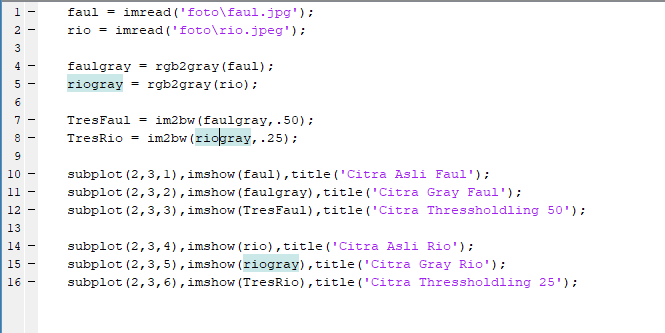 1 − faul = imread('foto\faul.jpg');
2 − rio = imread('foto\rio.jpeg');
3
4 − faulgray = rgb2gray(faul);
5 − riogray = rgb2gray(rio);
6
7 − TresFaul = im2bw(faulgray,.50);
8 − TresRio = im2bw(riogray,.25);
9
10 − subplot(2,3,1),imshow(faul),title('Citra Asli Faul');
11 − subplot(2,3,2),imshow(faulgray),title('Citra Gray Faul');
12 − subplot(2,3,3),imshow(TresFaul),title('Citra Thressholdling 50');
13
14 − subplot(2,3,4),imshow(rio),title('Citra Asli Rio');
15 − subplot(2,3,5),imshow(riogray),title('Citra Gray Rio');
16 − subplot(2,3,6),imshow(TresRio),title('Citra Thressholdling 25');